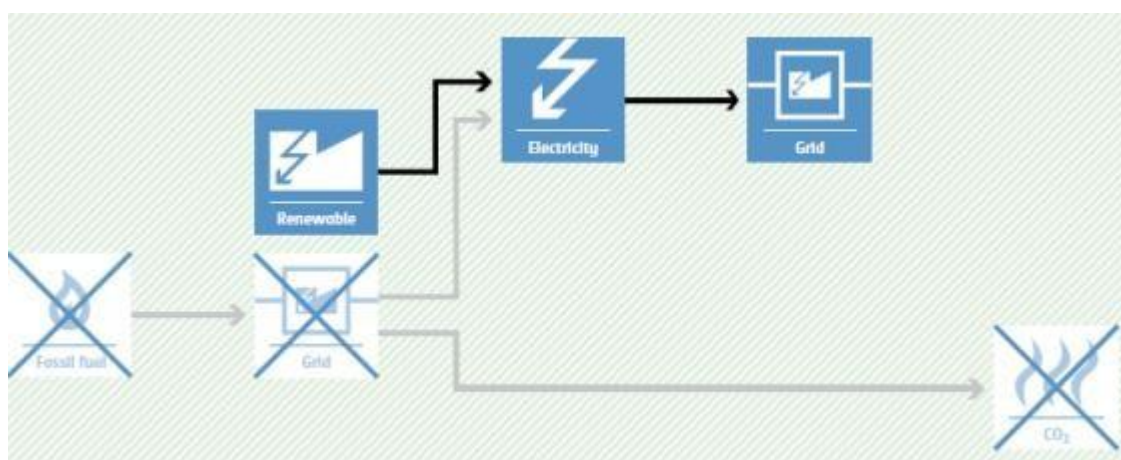 Electricity
Grid
Renewable
Fossil fuel
Grid
CO₂